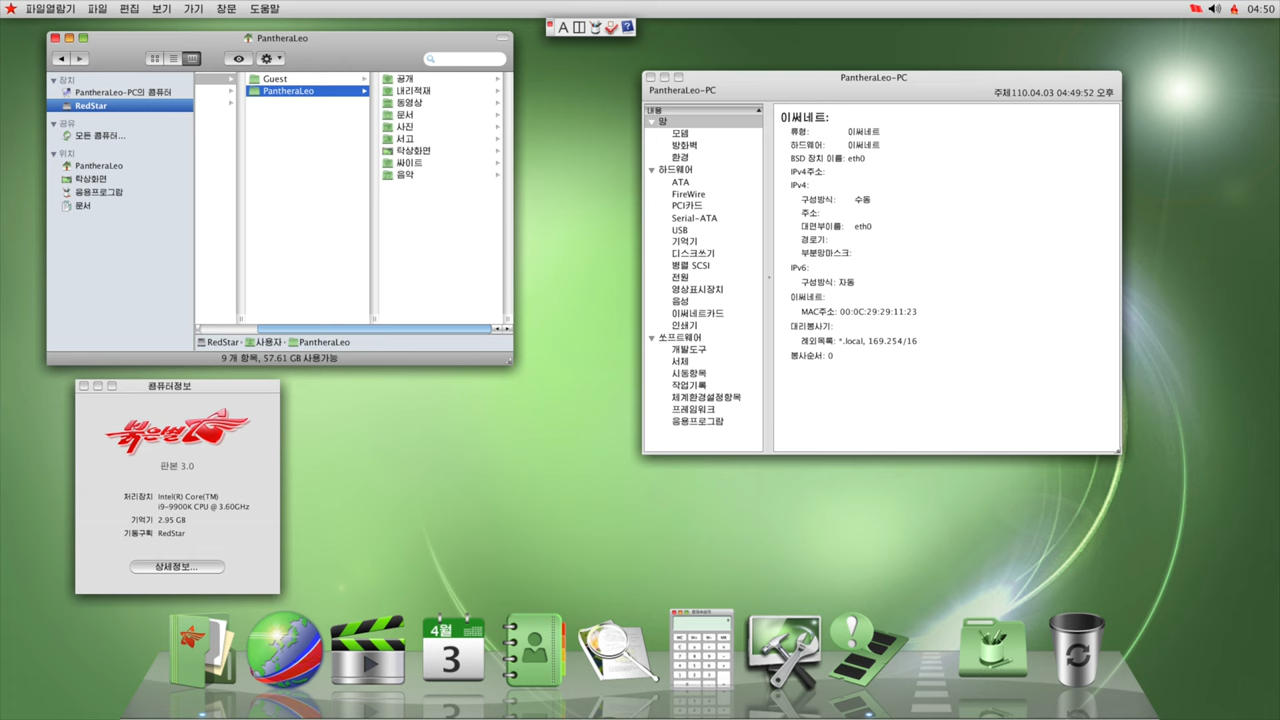 파일열람기 파일 편집 보기 가기 창문 도움말
04:50
A
PantheraLeo
장치
PantheraLeo-PC의 콤퓨터
RedStar
공유
모든 콤퓨터...
위치
PantheraLeo
탁상화면
응용프로그람
문서
Guest
PantheraLeo
공개
내리적재
동영상
문서
사진
서고
탁상화면
싸이트
음악
RedStar 사용자 PantheraLeo
9 개 항목, 57.61 GB 사용가능
콤퓨터정보
붉은별
판본 3.0
처리장치 Intel(R) Core(TM)
i9-9900K CPU @ 3.60GHz
기억기 2.95 GB
기동구획 RedStar
상세정보...
PantheraLeo-PC
PantheraLeo-PC
주체110.04.03 04:49:52 오후
내용
망
모뎀
방화벽
환경
하드웨어
ATA
FireWire
PCI카드
Serial-ATA
USB
기억기
디스크쓰기
병렬 SCSI
전원
영상표시장치
음성
이써네트카드
인쇄기
쏘프트웨어
개발도구
서체
시동항목
작업기록
체계환경설정항목
프레임워크
응용프로그람
이써네트:
류형: 이써네트
하드웨어: 이써네트
BSD 장치 이름: eth0
IPv4주소:
IPv4:
구성방식: 수동
주소:
대면부이름: eth0
경로기:
부분망마스크:
IPv6:
구성방식: 자동
이써네트:
MAC주소: 00:0C:29:29:11:23
대리봉사기:
례외목록: *.local, 169.254/16
봉사순서: 0
4월
3